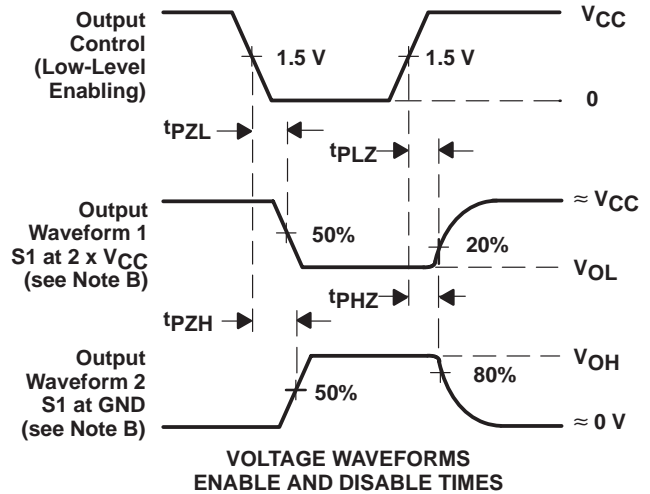 Output
Control
(Low-Level
Enabling)
1.5 V
1.5 V
VCC
0
tPZL
tPLZ
Output
Waveform 1
S1 at 2 x VCC
(see Note B)
50%
20%
≈ VCC
VOL
tPZH
tPHZ
Output
Waveform 2
S1 at GND
(see Note B)
50%
80%
VOH
≈ 0 V
VOLTAGE WAVEFORMS
ENABLE AND DISABLE TIMES